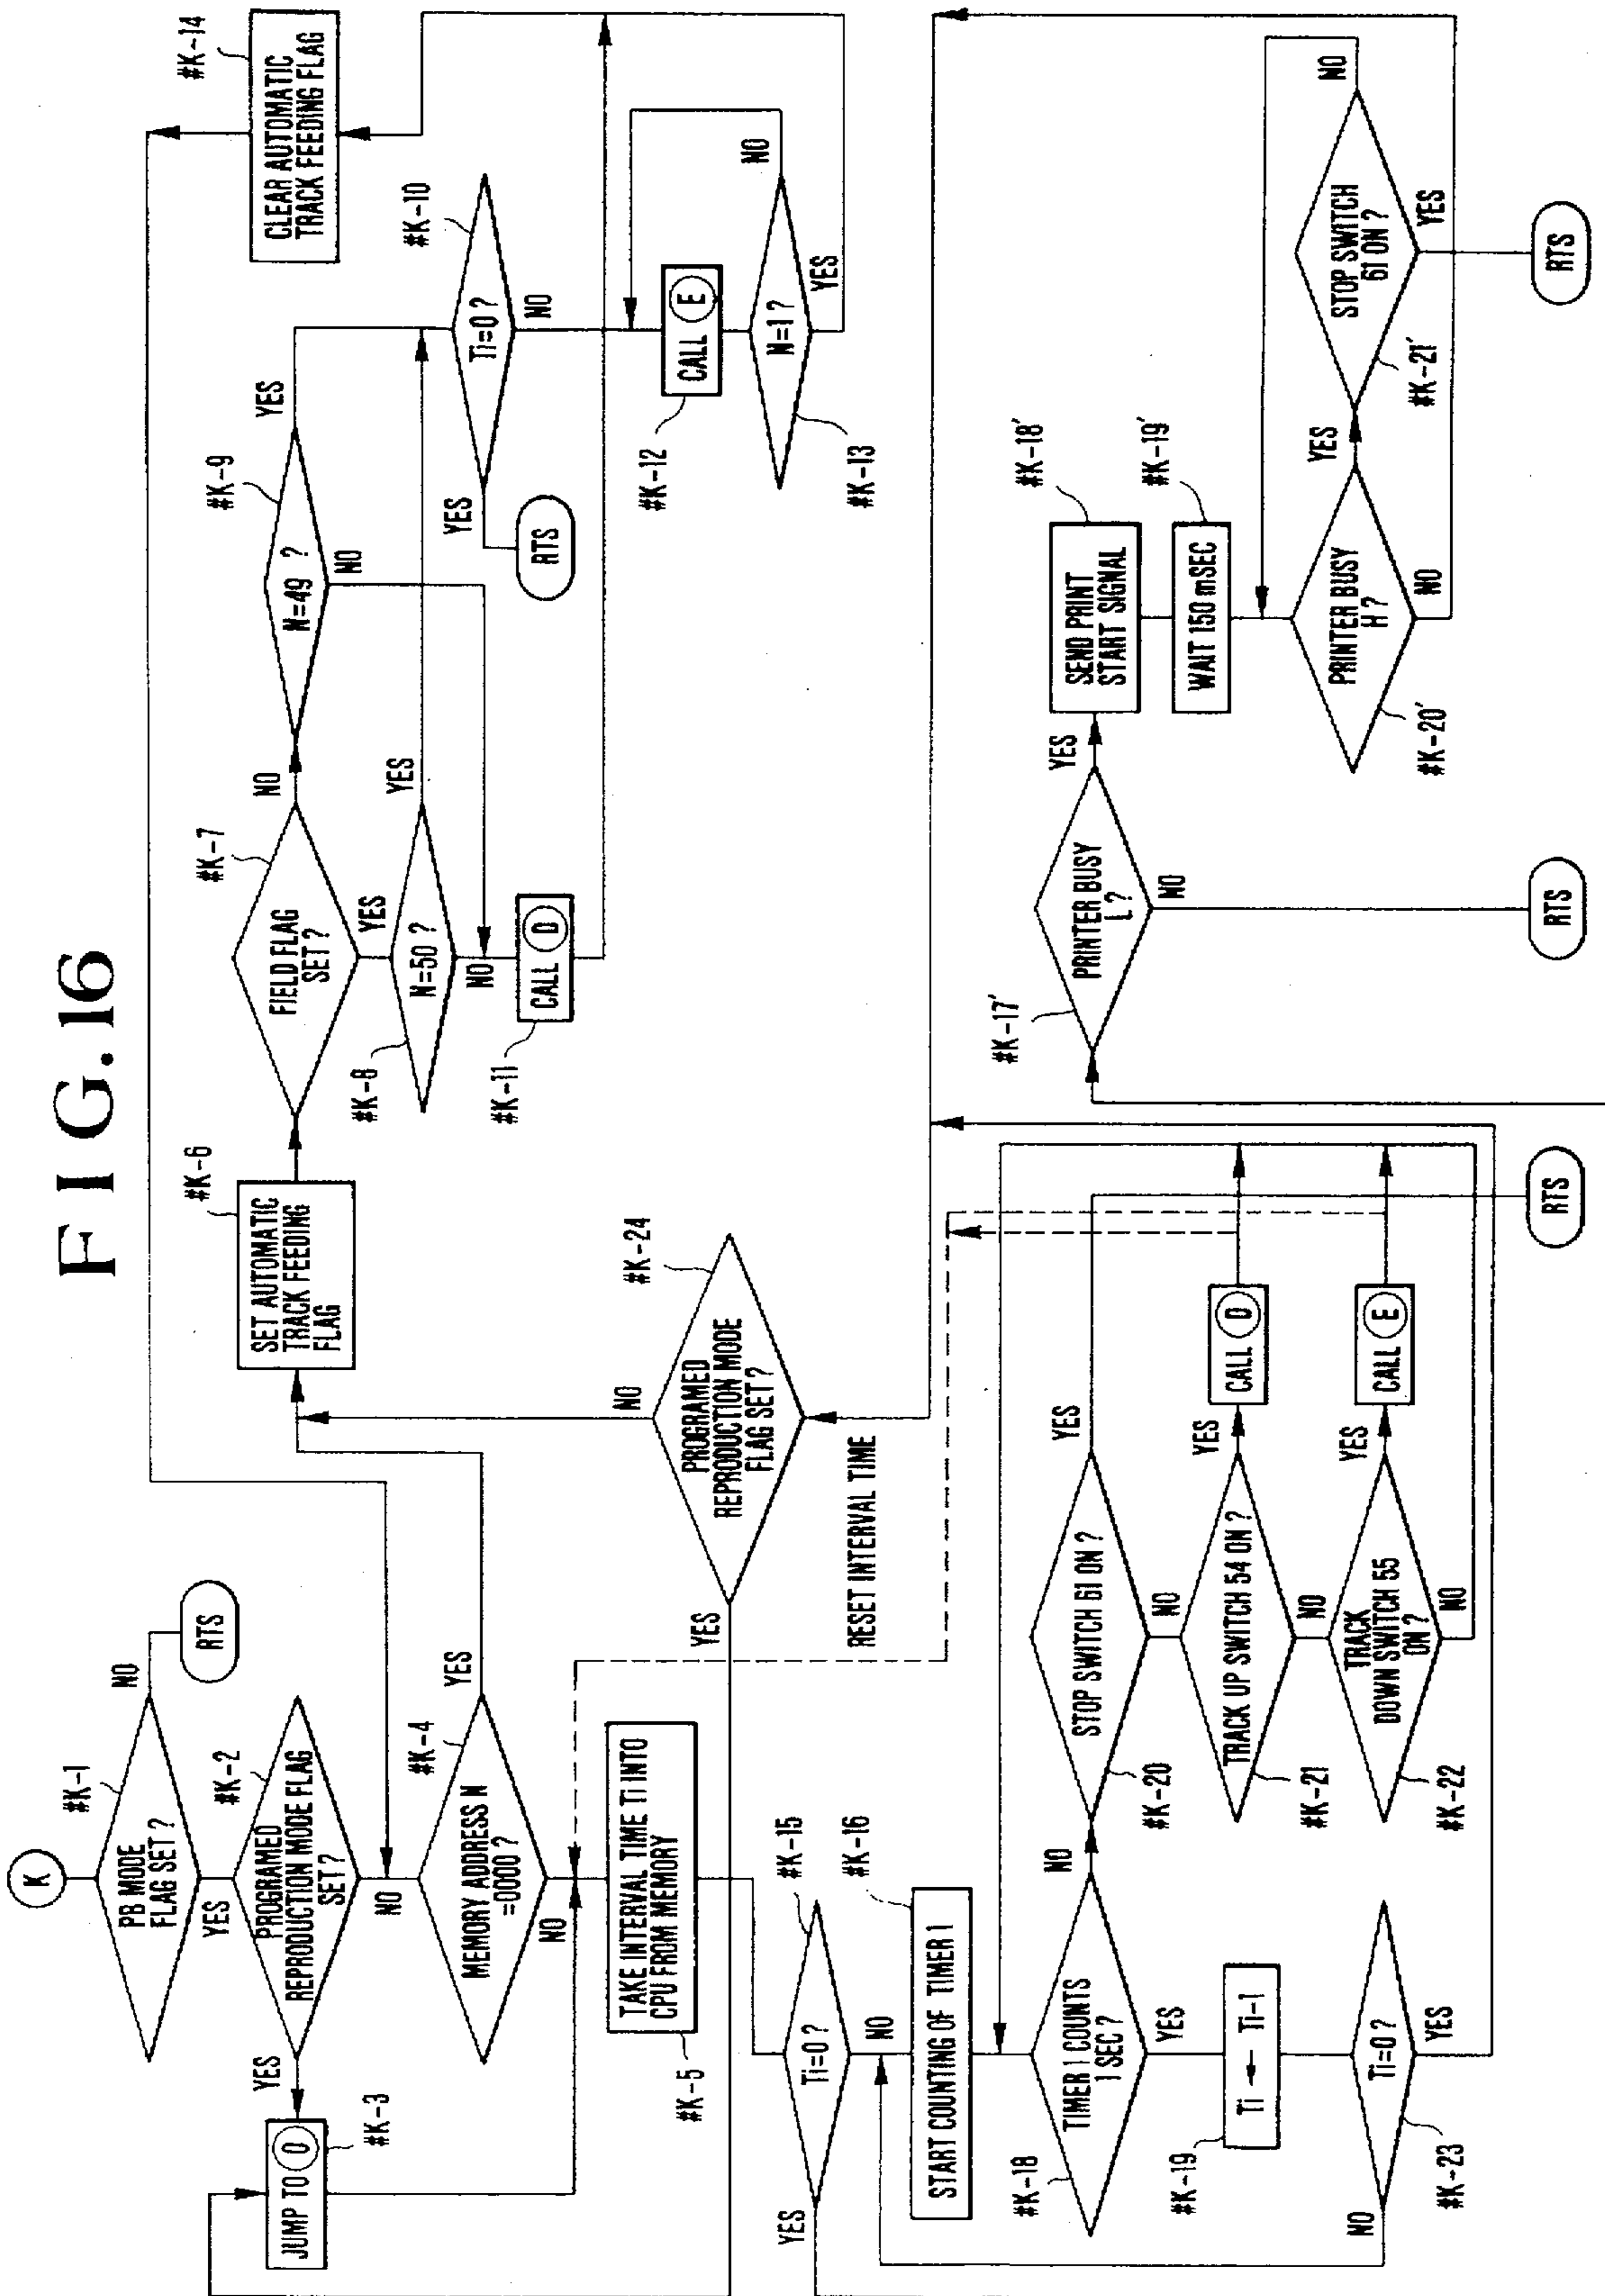 FIG. 16
K
#K-1
PB MODE
FLAG SET ?
NO
RTS
YES
#K-2
PROGRAMED
REPRODUCTION MODE FLAG
SET ?
YES
NO
JUMP TO O
#K-3
#K-4
MEMORY ADDRESS N
=0000 ?
YES
NO
TAKE INTERVAL TIME Ti INTO
CPU FROM MEMORY
#K-5
#K-6
SET AUTOMATIC
TRACK FEEDING
FLAG
#K-7
FIELD FLAG
SET ?
NO
YES
#K-8
N=50 ?
YES
NO
#K-9
N=49 ?
YES
NO
#K-10
Ti=0 ?
YES
NO
RTS
#K-11
CALL D
#K-12
CALL E
#K-13
N=1 ?
NO
YES
#K-14
CLEAR AUTOMATIC
TRACK FEEDING FLAG
#K-24
PROGRAMED
REPRODUCTION MODE
FLAG SET ?
NO
YES
RESET INTERVAL TIME
#K-15
Ti=0 ?
YES
NO
#K-16
START COUNTING OF TIMER 1
#K-18
TIMER 1 COUNTS
1 SEC ?
NO
YES
#K-19
Ti ← Ti-1
#K-23
Ti=0 ?
NO
YES
#K-20
STOP SWITCH 61 ON ?
YES
NO
#K-21
TRACK UP SWITCH 54 ON ?
YES
NO
CALL D
#K-22
TRACK
DOWN SWITCH 55
ON ?
YES
NO
CALL E
RTS
#K-17'
PRINTER BUSY
L ?
YES
NO
RTS
#K-18'
SEND PRINT
START SIGNAL
#K-19'
WAIT 150 mSEC
#K-20'
PRINTER BUSY
H ?
YES
NO
#K-21'
STOP SWITCH
61 ON ?
NO
YES
RTS